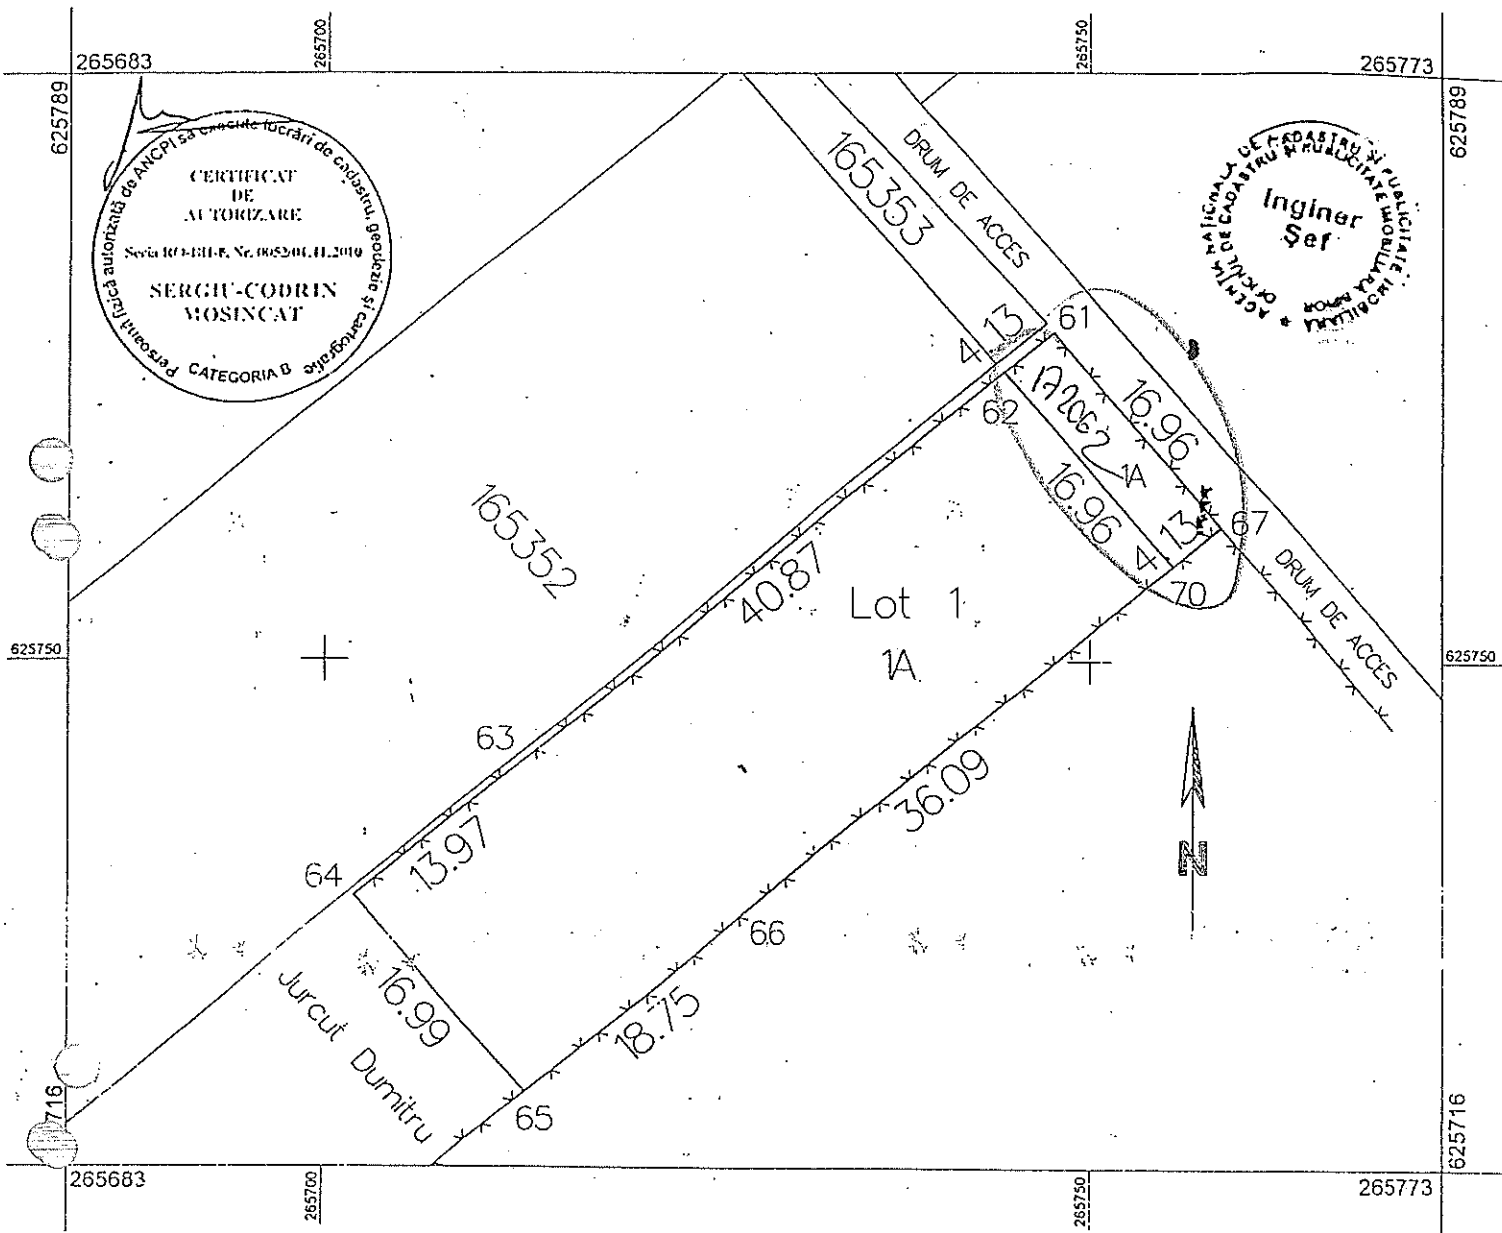 265700
265750
265683
265773
625789
625789
Persoană fizică autorizată de ANCPI să execute lucrări de cadastru, geodezie și cartografie
CERTIFICAT
DE
AUTORIZARE
SERGIU-CODRIN
MOSINCAT
CATEGORIA B
Inginer
Șef
DRUM DE ACCES
165353
4.13
61
62
16.96
1A
16.96
4.13
67
70
DRUM DE ACCES
165352
40.87
Lot 1
1A
625750
625750
63
36.09
N
64
13.97
66
16.99
18.75
Jurcut Dumitru
65
716
625716
265683
265773
265700
265750